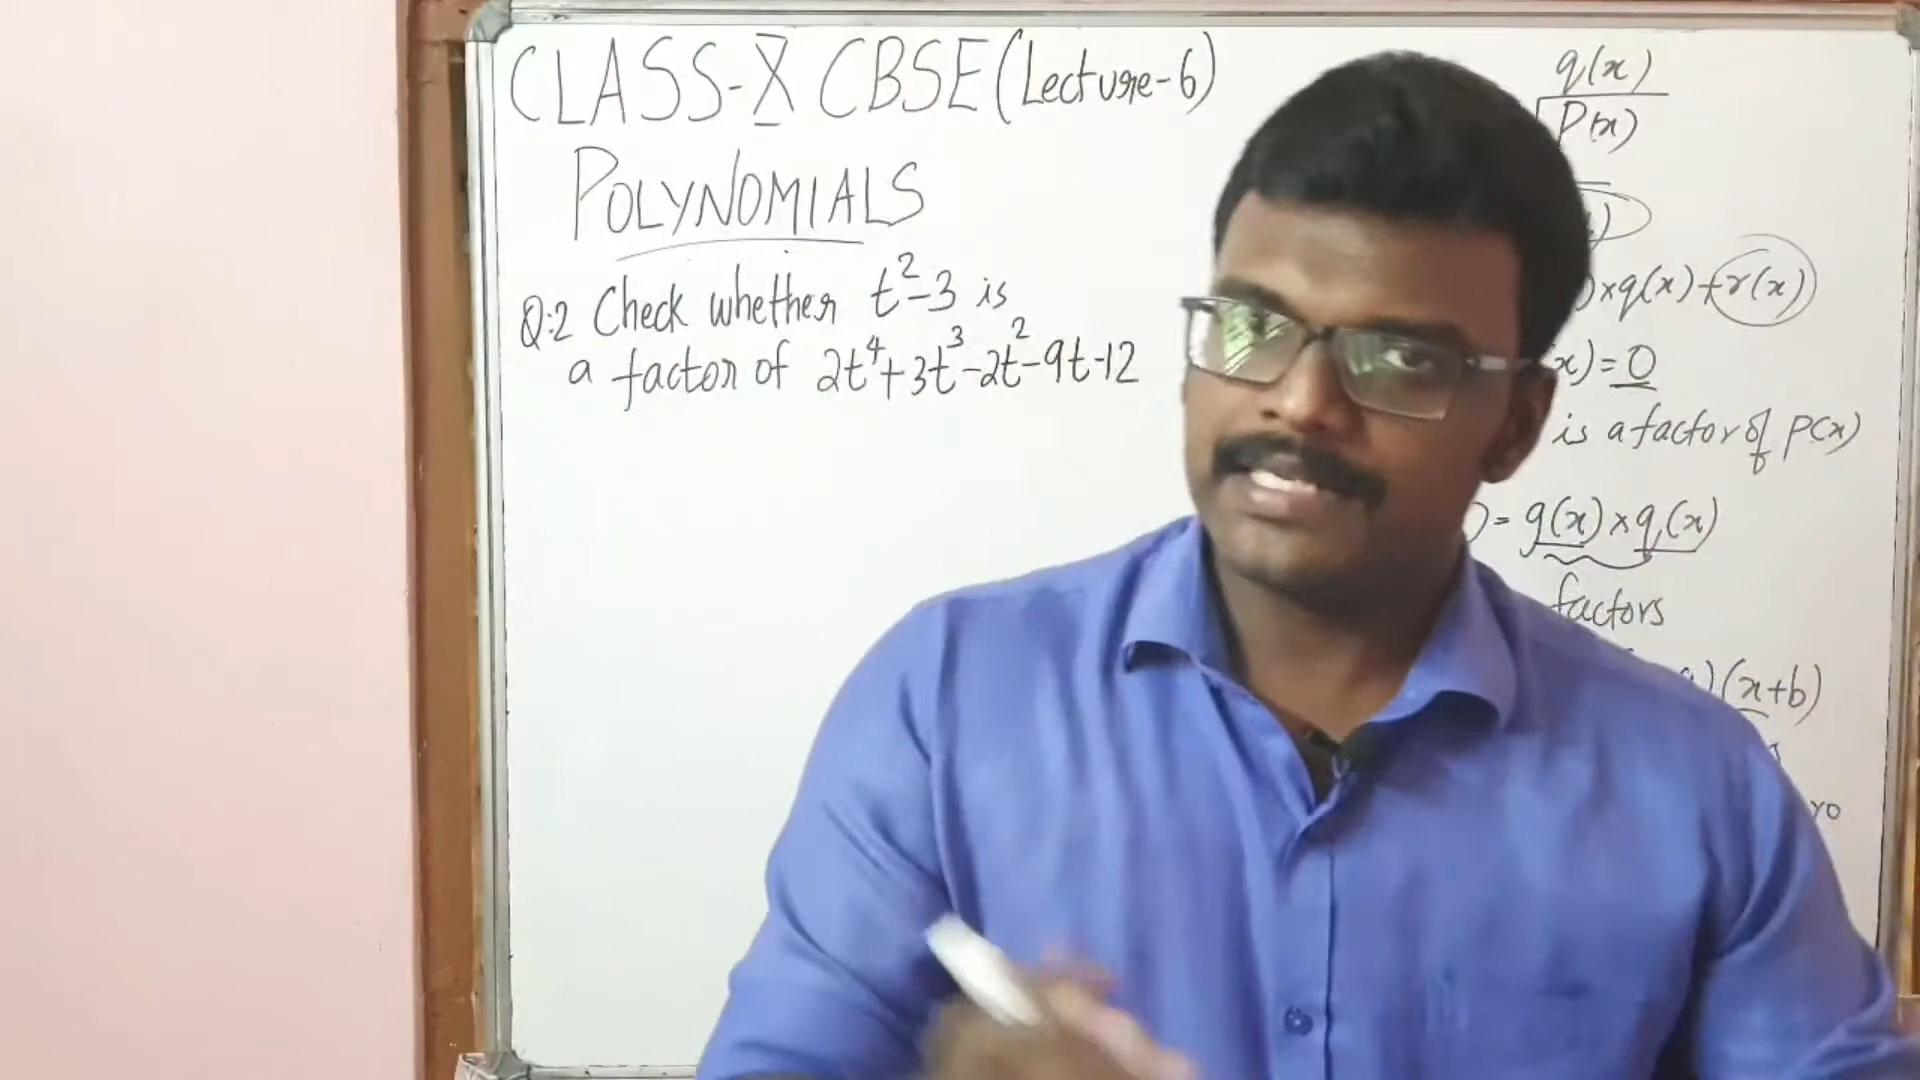 CLASS-X CBSE (Lecture-6)
POLYNOMIALS
Q:2 Check whether t²-3 is
a factor of 2t⁴+3t³-2t²-9t-12
q(x)
P(x)
)×q(x)+r(x)
x)=0
is a factor of P(x)
)=g(x)×q(x)
factors
)(x+b)